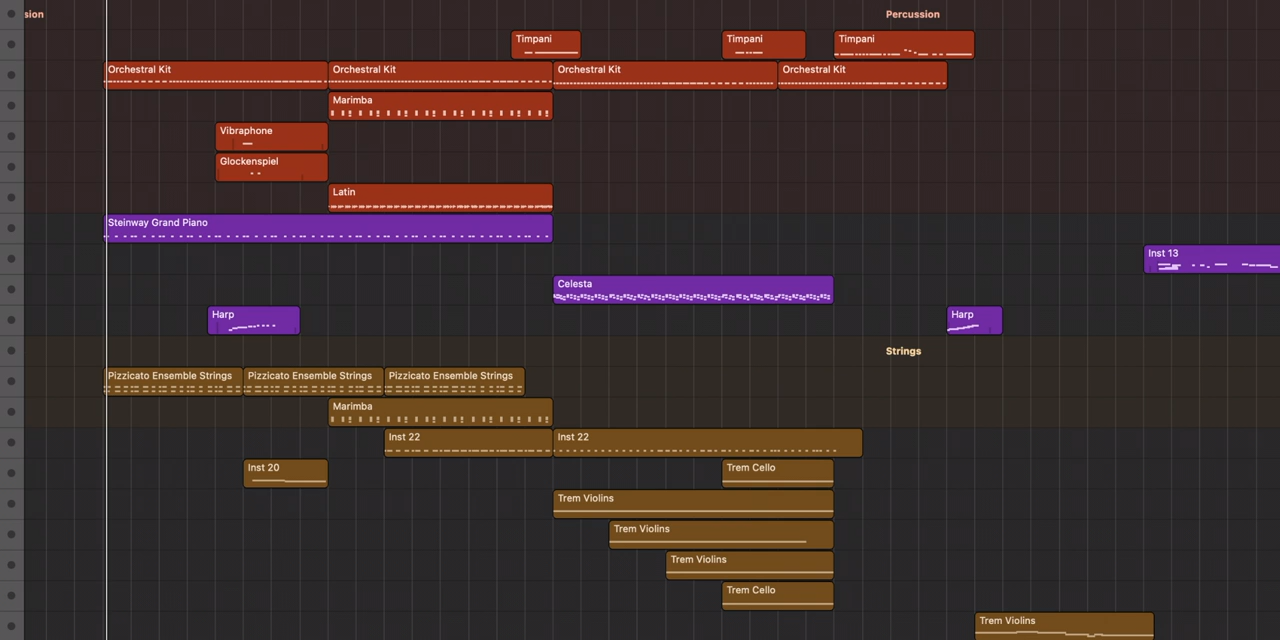 sion Percussion
Timpani Timpani Timpani
Orchestral Kit Orchestral Kit Orchestral Kit Orchestral Kit
Marimba
Vibraphone
Glockenspiel
Latin
Steinway Grand Piano
Inst 13
Celesta
Harp Harp
Strings
Pizzicato Ensemble Strings Pizzicato Ensemble Strings Pizzicato Ensemble Strings
Marimba
Inst 22 Inst 22
Inst 20 Trem Cello
Trem Violins
Trem Violins
Trem Violins
Trem Cello
Trem Violins